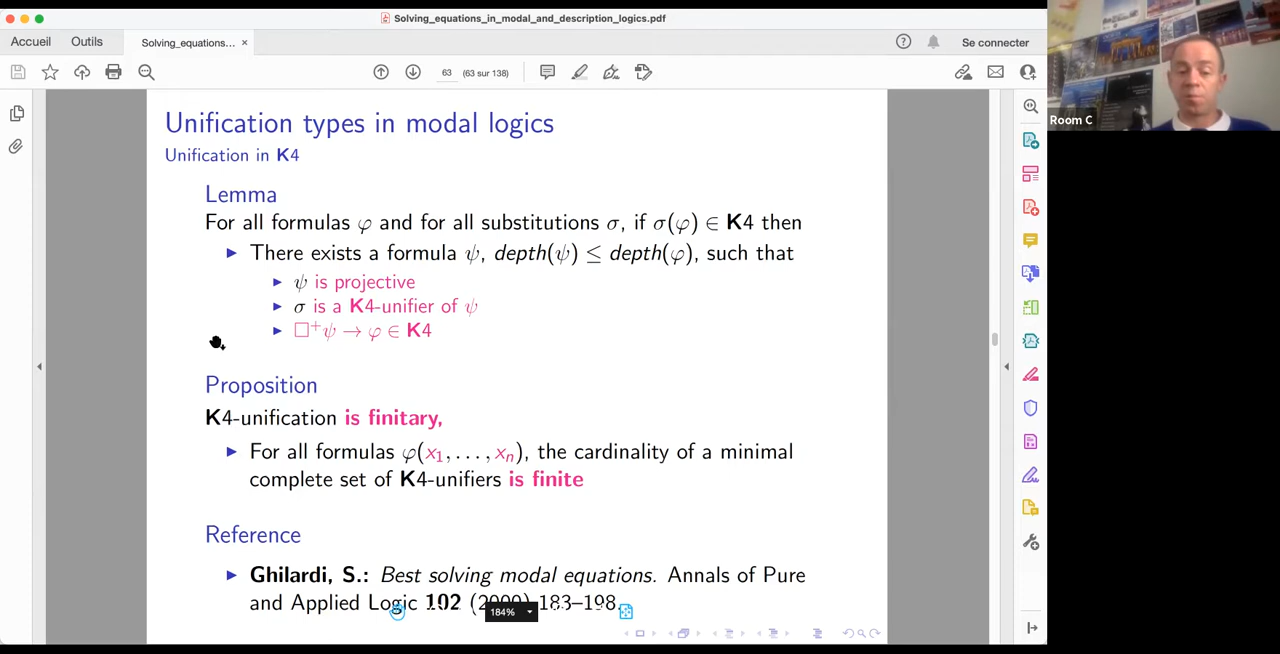 Solving_equations_in_modal_and_description_logics.pdf
Accueil Outils Solving_equations... × Se connecter
63 (63 sur 138)
Room C
Unification types in modal logics
Unification in K4
Lemma
For all formulas φ and for all substitutions σ, if σ(φ) ∈ K4 then
▶ There exists a formula ψ, depth(ψ) ≤ depth(φ), such that
▶ ψ is projective
▶ σ is a K4-unifier of ψ
▶ □⁺ψ → φ ∈ K4
Proposition
K4-unification is finitary,
▶ For all formulas φ(x₁, . . . , xₙ), the cardinality of a minimal
complete set of K4-unifiers is finite
Reference
▶ Ghilardi, S.: Best solving modal equations. Annals of Pure
and Applied Logic 102 (2000) 183–198.
184%